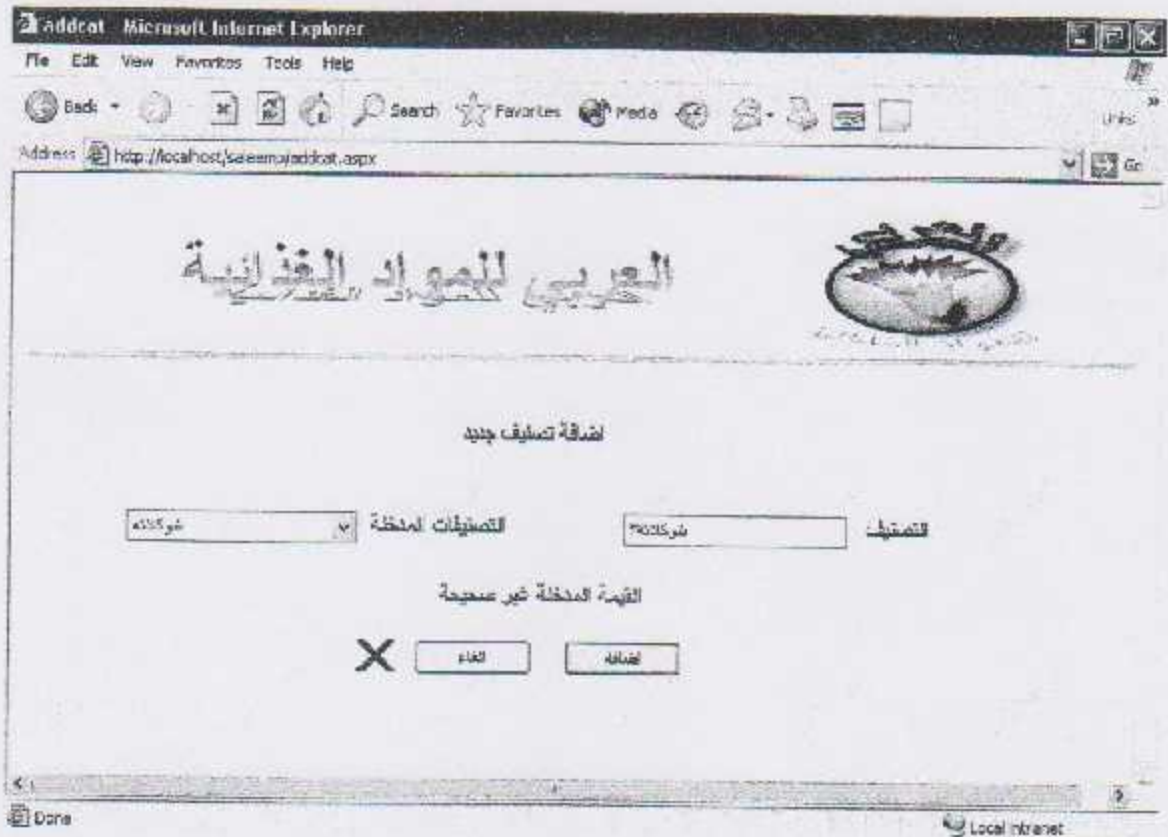 addcat Microsoft Internet Explorer
File Edit View Favorites Tools Help
Back Search Favorites Media Links
Address http://localhost/saleemp/addcat.aspx Go
العربي للمواد الغذائية
اضافة تصنيف جديد
التصنيف التصنيفات المدخلة شوكلاته
القيمة المدخلة غير صحيحة
اضافة الغاء X
Done Local intranet